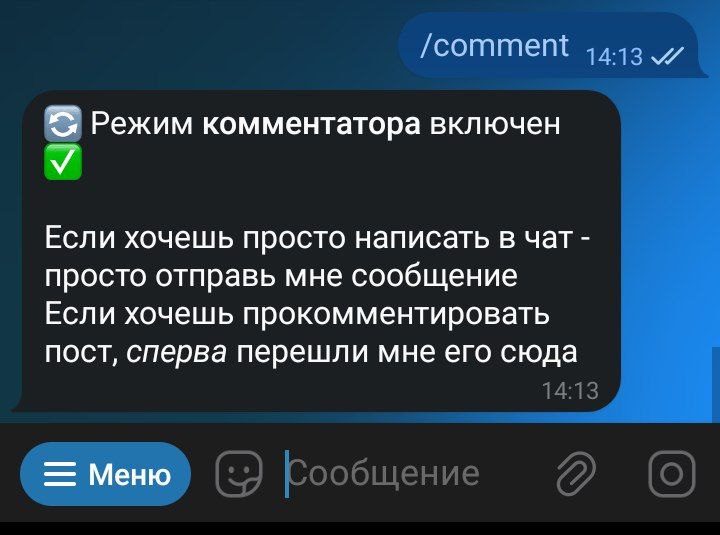 /comment 14:13
Режим комментатора включен
Если хочешь просто написать в чат -
просто отправь мне сообщение
Если хочешь прокомментировать
пост, сперва перешли мне его сюда
14:13
Меню
Сообщение